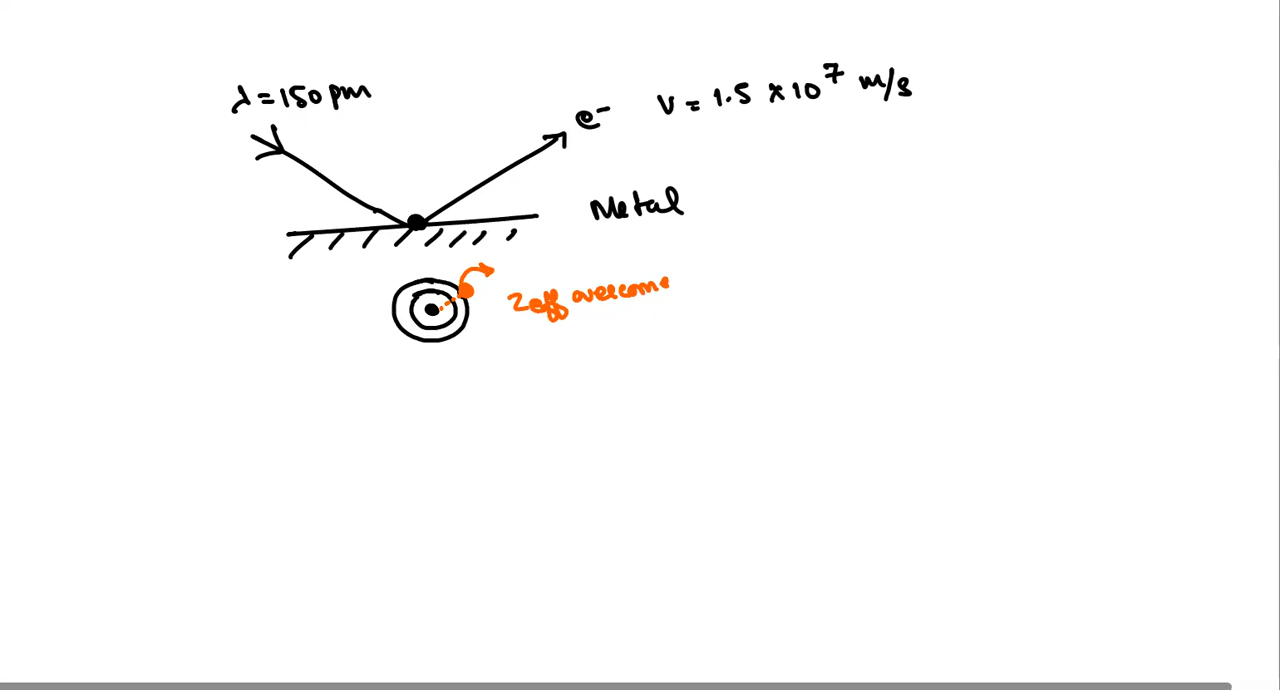 λ = 150 pm
e⁻ v = 1.5 × 10⁷ m/s
Metal
Zeff overcome